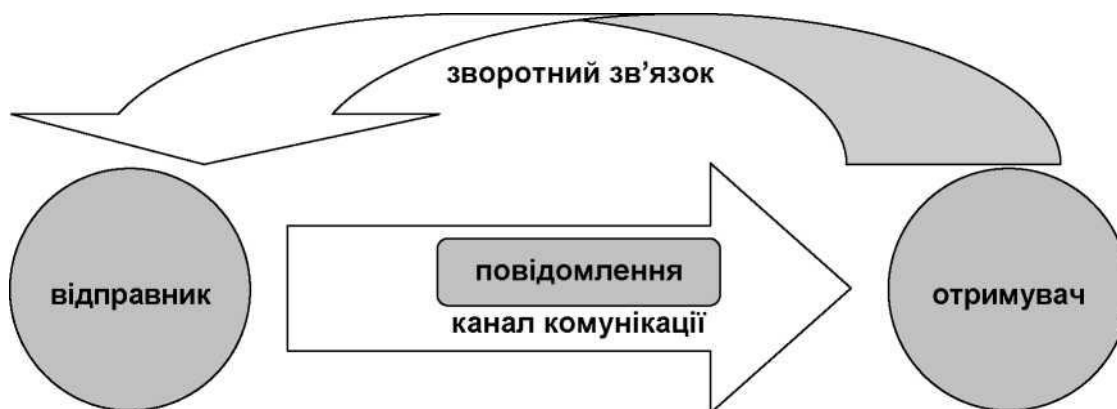 зворотний зв’язок
відправник
повідомлення
канал комунікації
отримувач